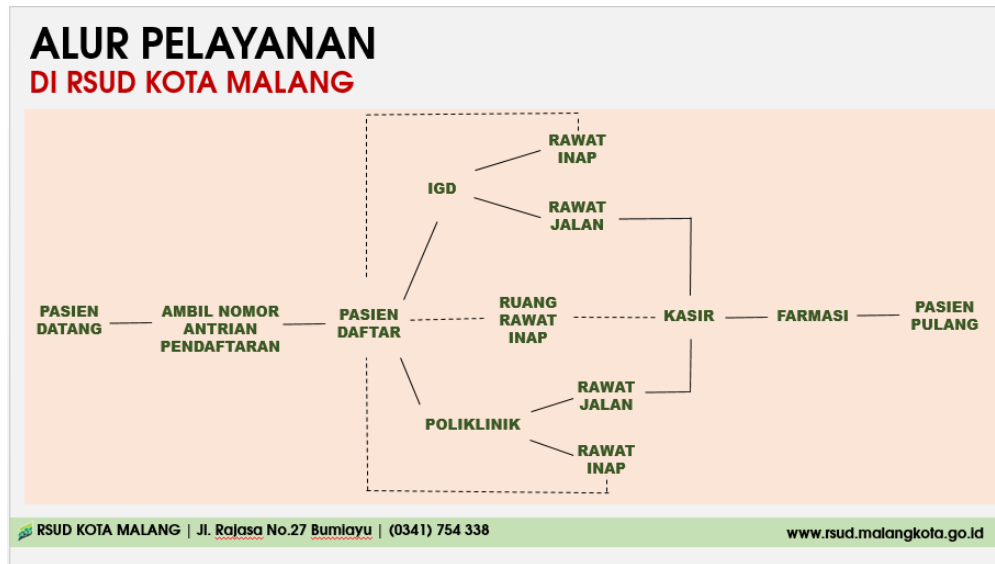 ALUR PELAYANAN
DI RSUD KOTA MALANG
RAWAT
INAP
IGD
RAWAT
JALAN
PASIEN
DATANG
AMBIL NOMOR
ANTRIAN
PENDAFTARAN
PASIEN
DAFTAR
RUANG
RAWAT
INAP
KASIR
FARMASI
PASIEN
PULANG
RAWAT
JALAN
POLIKLINIK
RAWAT
INAP
RSUD KOTA MALANG | Jl. Rajasa No.27 Bumiayu | (0341) 754 338
www.rsud.malangkota.go.id